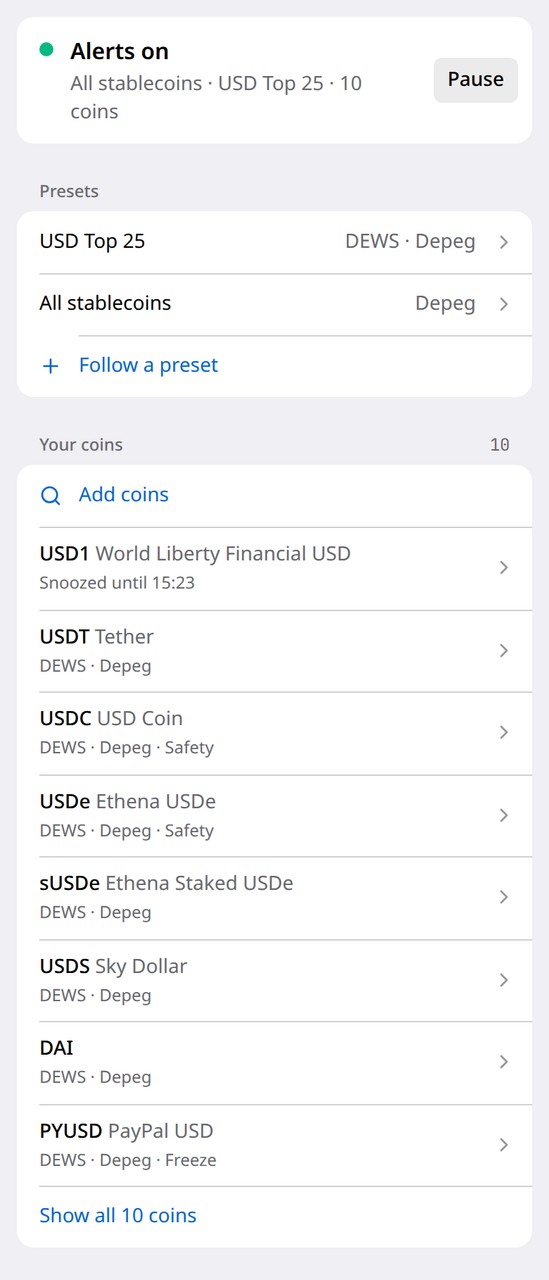 Alerts on
All stablecoins · USD Top 25 · 10
coins
Pause
Presets
USD Top 25 DEWS · Depeg
All stablecoins Depeg
+ Follow a preset
Your coins 10
Add coins
USD1 World Liberty Financial USD
Snoozed until 15:23
USDT Tether
DEWS · Depeg
USDC USD Coin
DEWS · Depeg · Safety
USDe Ethena USDe
DEWS · Depeg · Safety
sUSDe Ethena Staked USDe
DEWS · Depeg
USDS Sky Dollar
DEWS · Depeg
DAI
DEWS · Depeg
PYUSD PayPal USD
DEWS · Depeg · Freeze
Show all 10 coins